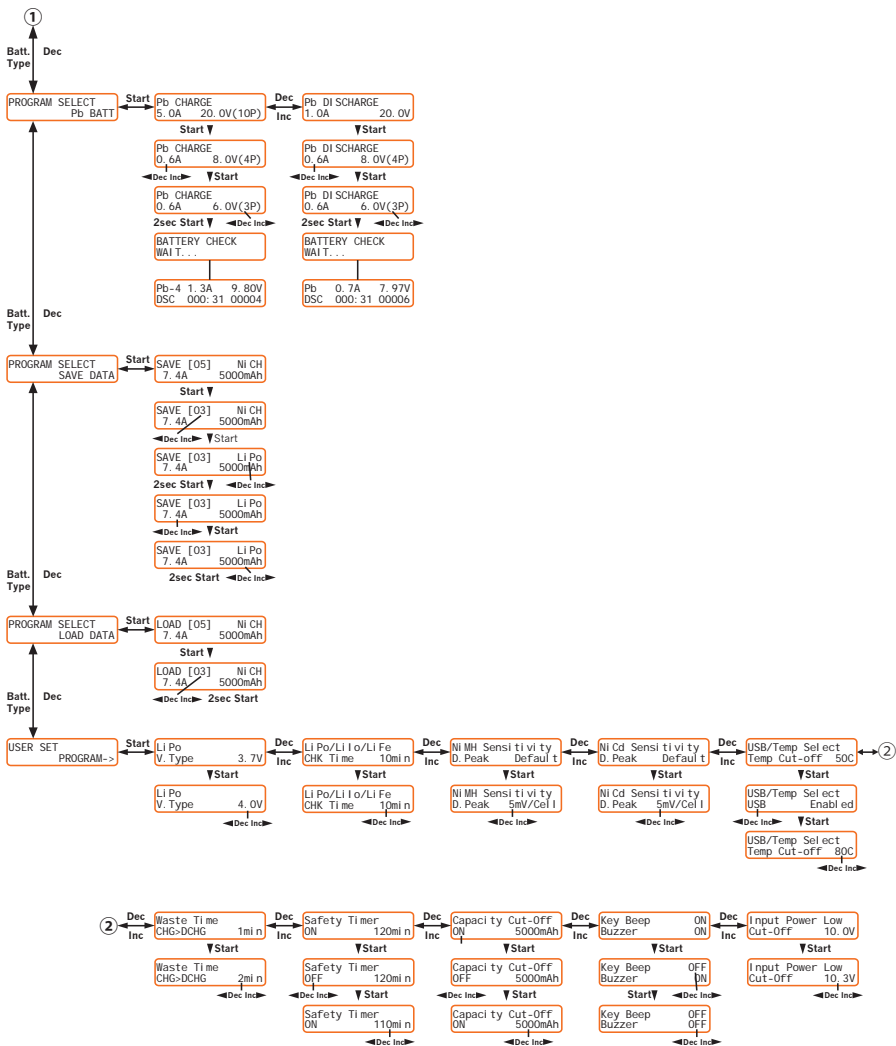 ①
Batt. Dec
Type
PROGRAM SELECT
Pb BATT
Start
Pb CHARGE
5.0A 20.0V(10P)
Dec
Inc
Pb DISCHARGE
1.0A 20.0V
Start
Start
Pb CHARGE
0.6A 8.0V(4P)
Pb DISCHARGE
0.6A 8.0V(4P)
Dec Inc Start
Dec Inc Start
Pb CHARGE
0.6A 6.0V(3P)
Pb DISCHARGE
0.6A 6.0V(3P)
2sec Start Dec Inc
2sec Start Dec Inc
BATTERY CHECK
WAIT...
BATTERY CHECK
WAIT...
Pb-4 1.3A 9.80V
DSC 000:31 00004
Pb 0.7A 7.97V
DSC 000:31 00006
Batt. Dec
Type
PROGRAM SELECT
SAVE DATA
Start
SAVE [05] NiCH
7.4A 5000mAh
Start
SAVE [03] NiCH
7.4A 5000mAh
Dec Inc Start
SAVE [03] LiPo
7.4A 5000mAh
2sec Start Dec Inc
SAVE [03] LiPo
7.4A 5000mAh
Dec Inc Start
SAVE [03] LiPo
7.4A 5000mAh
2sec Start Dec Inc
Batt. Dec
Type
PROGRAM SELECT
LOAD DATA
Start
LOAD [05] NiCH
7.4A 5000mAh
Start
LOAD [03] NiCH
7.4A 5000mAh
Dec Inc 2sec Start
Batt. Dec
Type
USER SET
PROGRAM->
Start
LiPo
V.Type 3.7V
Dec
Inc
LiPo/LiIo/LiFe
CHK Time 10min
Dec
Inc
NiMH Sensitivity
D.Peak Default
Dec
Inc
NiCd Sensitivity
D.Peak Default
Dec
Inc
USB/Temp Select
Temp Cut-off 50C
②
Start
Start
Start
Start
Start
LiPo
V.Type 4.0V
LiPo/LiIo/LiFe
CHK Time 10min
NiMH Sensitivity
D.Peak 5mV/Cell
NiCd Sensitivity
D.Peak 5mV/Cell
USB/Temp Select
USB Enabled
Dec Inc
Dec Inc
Dec Inc
Dec Inc
Dec Inc Start
USB/Temp Select
Temp Cut-off 80C
Dec Inc
②
Dec
Inc
Waste Time
CHG>DCHG 1min
Dec
Inc
Safety Timer
ON 120min
Dec
Inc
Capacity Cut-Off
ON 5000mAh
Dec
Inc
Key Beep ON
Buzzer ON
Dec
Inc
Input Power Low
Cut-Off 10.0V
Start
Start
Start
Start
Start
Waste Time
CHG>DCHG 2min
Safety Timer
OFF 120min
Capacity Cut-Off
OFF 5000mAh
Key Beep OFF
Buzzer ON
Input Power Low
Cut-Off 10.3V
Dec Inc
Dec Inc Start
Dec Inc Start
Start Dec Inc
Dec Inc
Safety Timer
ON 110min
Capacity Cut-Off
ON 5000mAh
Key Beep OFF
Buzzer OFF
Dec Inc
Dec Inc
Dec Inc